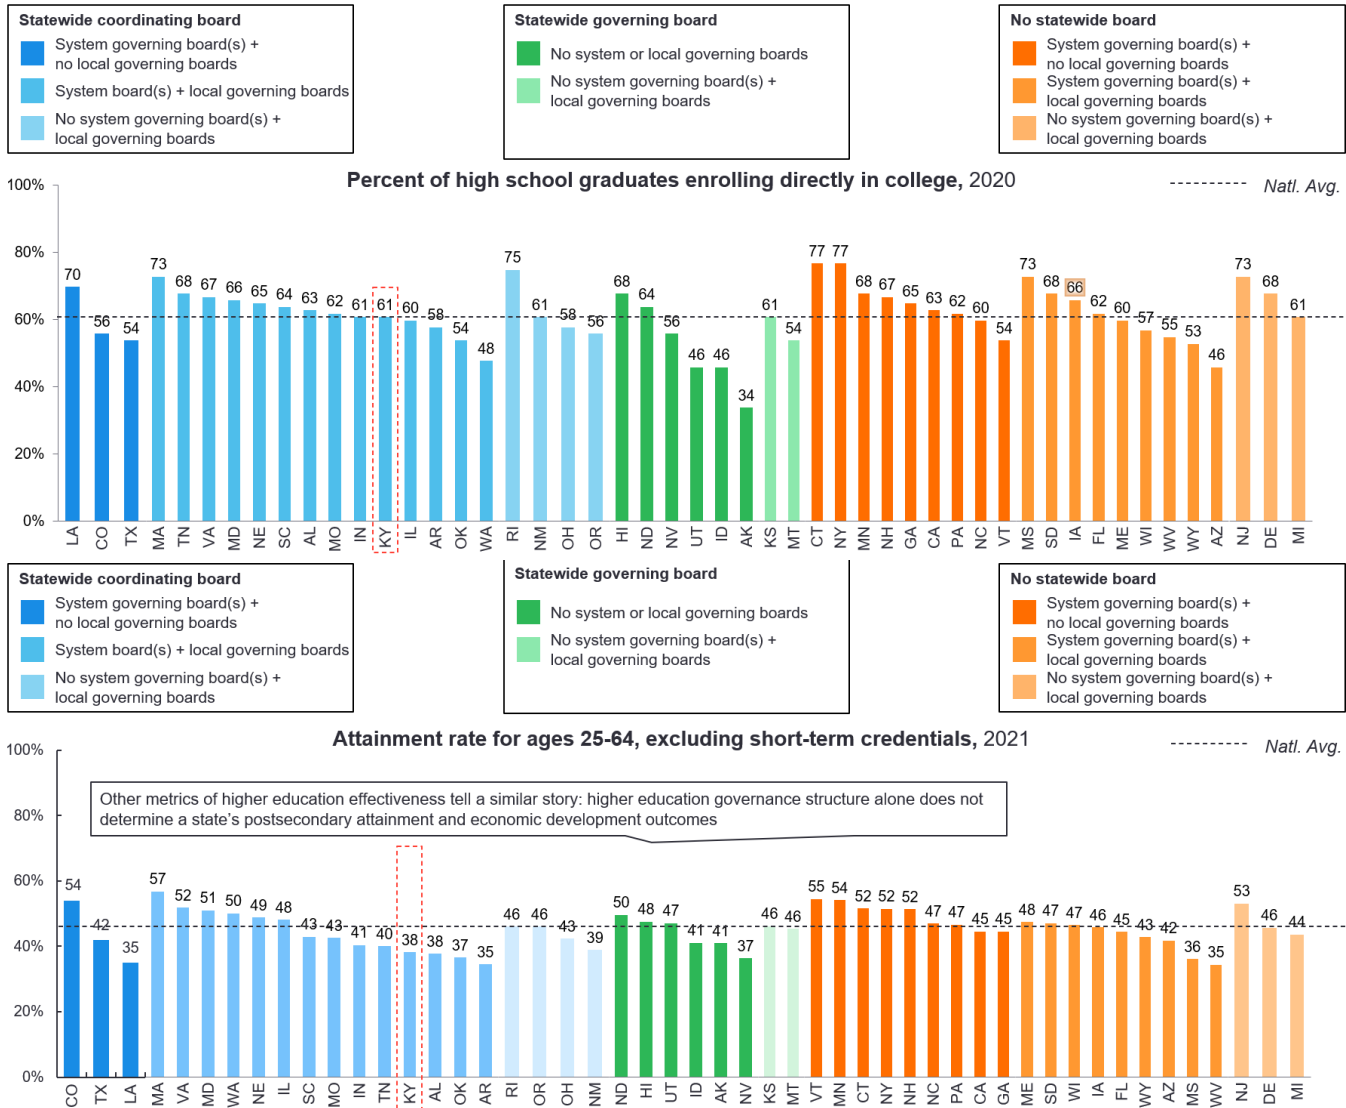 Statewide coordinating board
System governing board(s) +
no local governing boards
System board(s) + local governing boards
No system governing board(s) +
local governing boards
Statewide governing board
No system or local governing boards
No system governing board(s) +
local governing boards
No statewide board
System governing board(s) +
no local governing boards
System governing board(s) +
local governing boards
No system governing board(s) +
local governing boards
Percent of high school graduates enrolling directly in college, 2020
Natl. Avg.
100%
80%
60%
40%
20%
0%
70 56 54 73 68 67 66 65 64 63 62 61 61 60 58 54 48 75 61 58 56 68 64 56 46 46 34 61 54 77 77 68 67 65 63 62 60 54 73 68 66 62 60 57 55 53 46 73 68 61
LA CO TX MA TN VA MD NE SC AL MO IN KY IL AR OK WA RI NM OH OR HI ND NV UT ID AK KS MT CT NY MN NH GA CA PA NC VT MS SD IA FL ME WI WV WY AZ NJ DE MI
Statewide coordinating board
System governing board(s) +
no local governing boards
System board(s) + local governing boards
No system governing board(s) +
local governing boards
Statewide governing board
No system or local governing boards
No system governing board(s) +
local governing boards
No statewide board
System governing board(s) +
no local governing boards
System governing board(s) +
local governing boards
No system governing board(s) +
local governing boards
Attainment rate for ages 25-64, excluding short-term credentials, 2021
Natl. Avg.
Other metrics of higher education effectiveness tell a similar story: higher education governance structure alone does not
determine a state's postsecondary attainment and economic development outcomes
100%
80%
60%
40%
20%
0%
54 42 35 57 52 51 50 49 48 43 43 41 40 38 38 37 35 46 46 43 39 50 48 47 41 41 37 46 46 55 54 52 52 52 47 47 45 45 48 47 47 46 45 43 42 36 35 53 46 44
CO TX LA MA VA MD WA NE IL SC MO IN TN KY AL OK AR RI OR OH NM ND HI UT ID AK NV KS MT VT MN CT NY NH NC PA CA GA ME SD WI IA FL WY AZ MS WV NJ DE MI